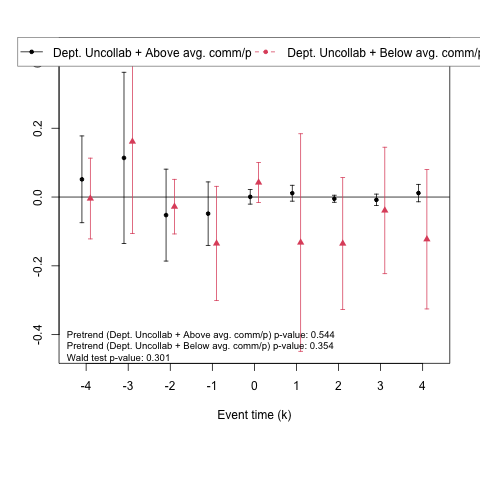 Dept. Uncollab + Above avg. comm/p
Dept. Uncollab + Below avg. comm/p
0.2
0.0
-0.2
-0.4
Pretrend (Dept. Uncollab + Above avg. comm/p) p-value: 0.544
Pretrend (Dept. Uncollab + Below avg. comm/p) p-value: 0.354
Wald test p-value: 0.301
-4 -3 -2 -1 0 1 2 3 4
Event time (k)